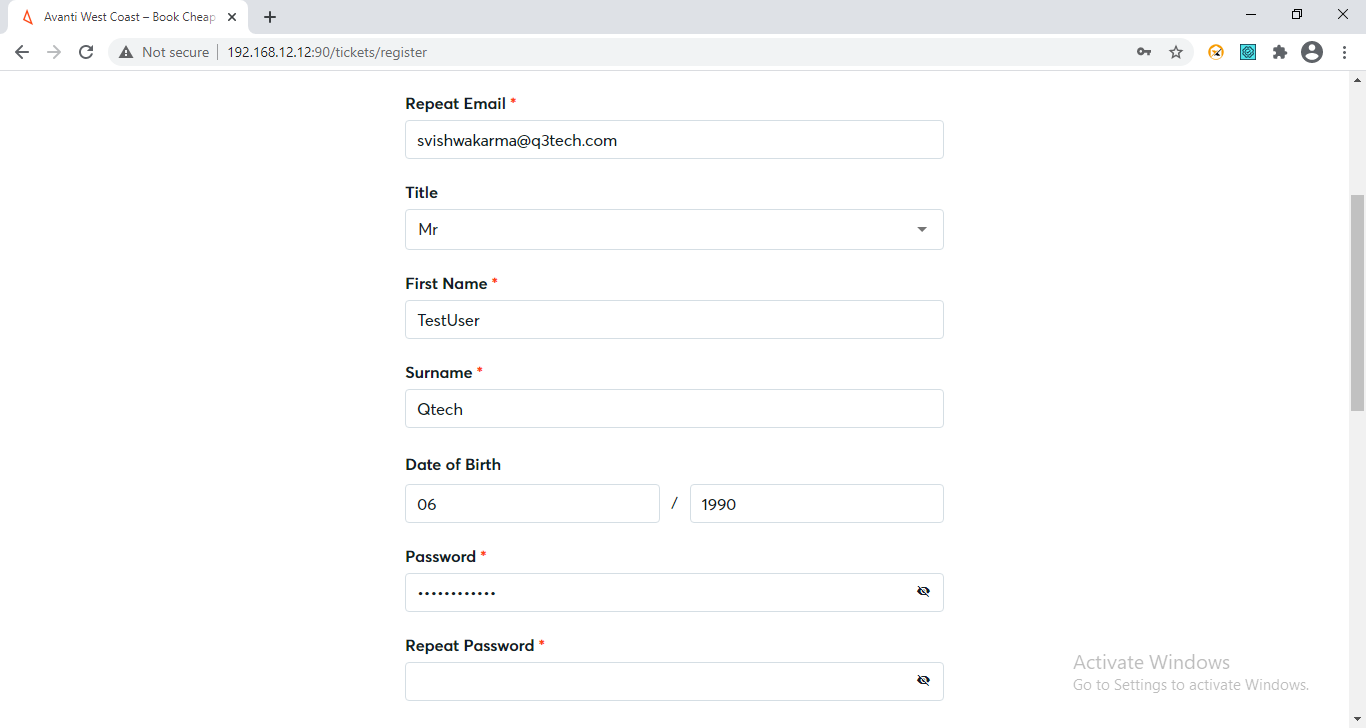 Avanti West Coast – Book Cheap
Not secure
192.168.12.12:90/tickets/register
Repeat Email *
svishwakarma@q3tech.com
Title
Mr
First Name *
TestUser
Surname *
Qtech
Date of Birth
06 / 1990
Password *
••••••••••••
Repeat Password *
Activate Windows
Go to Settings to activate Windows.